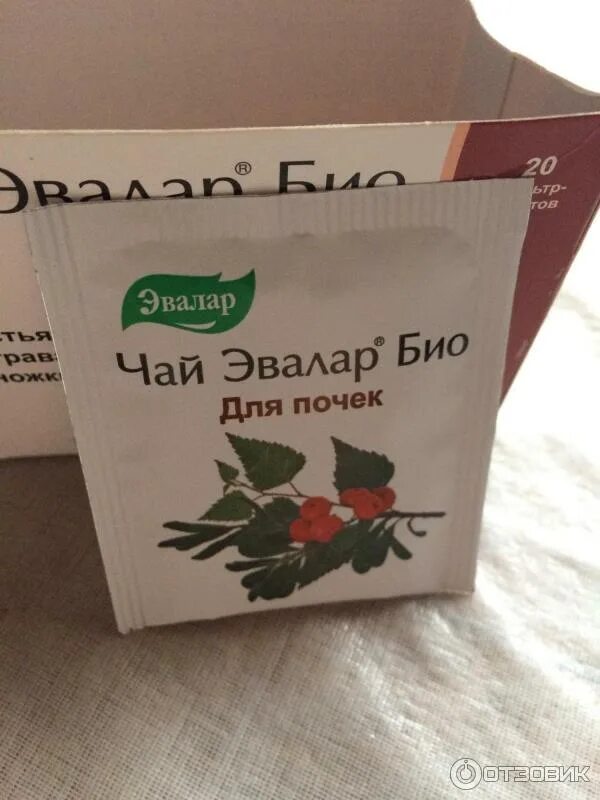 Эвалар® Био
20
Эвалар
Чай Эвалар® Био
Для почек
ОТЗОВИК